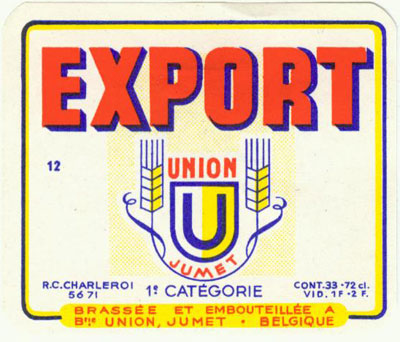 EXPORT
12
UNION
U
JUMET
R.C. CHARLEROI
5671
1e CATÉGORIE
CONT. 33 - 72 cl.
VID. 1F - 2 F.
BRASSÉE ET EMBOUTEILLÉE A
Brie UNION, JUMET • BELGIQUE